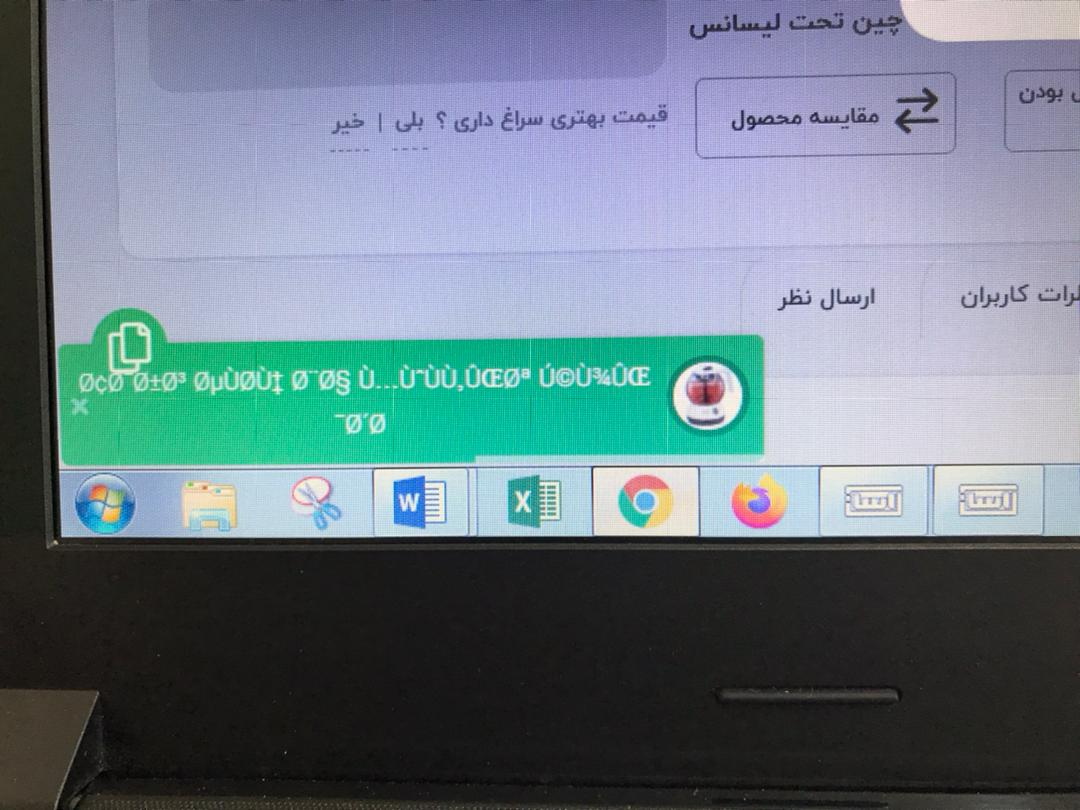 چین تحت لیسانس
بودن
مقایسه محصول
قیمت بهتری سراغ داری ؟ بلی | خیر
کاربران
ارسال نظر
Ø¢Ø¯Ø±Ø³ ØµÙØ­Ù‡ Ø¨Ø§ Ù…ÙˆÙÙ‚ÛŒØª Ú©Ù¾ÛŒ
Ø´Ø¯
W
X